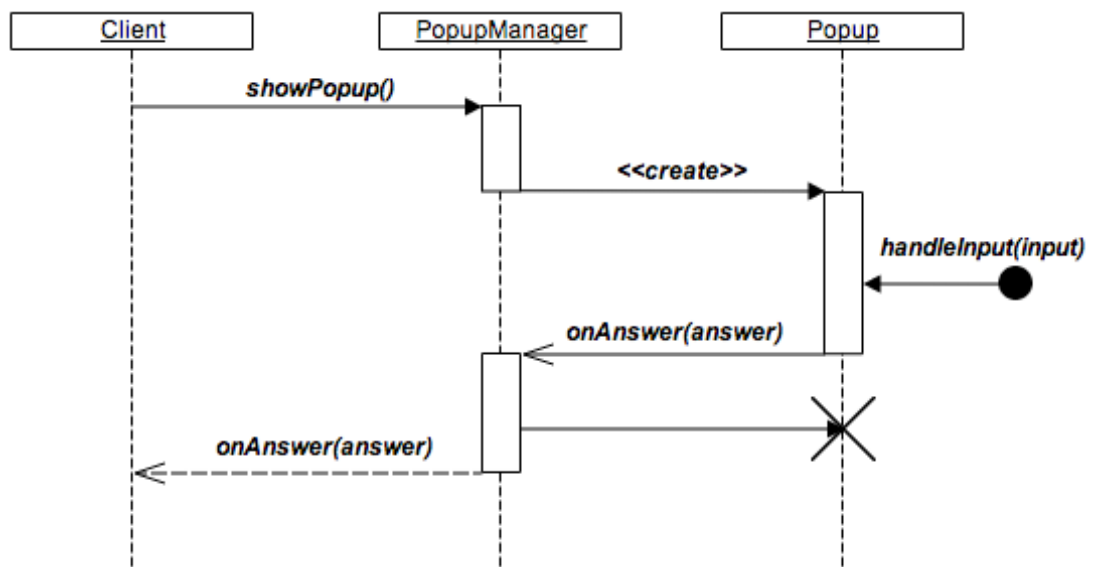 Client
PopupManager
Popup
showPopup()
<<create>>
handleInput(input)
onAnswer(answer)
onAnswer(answer)